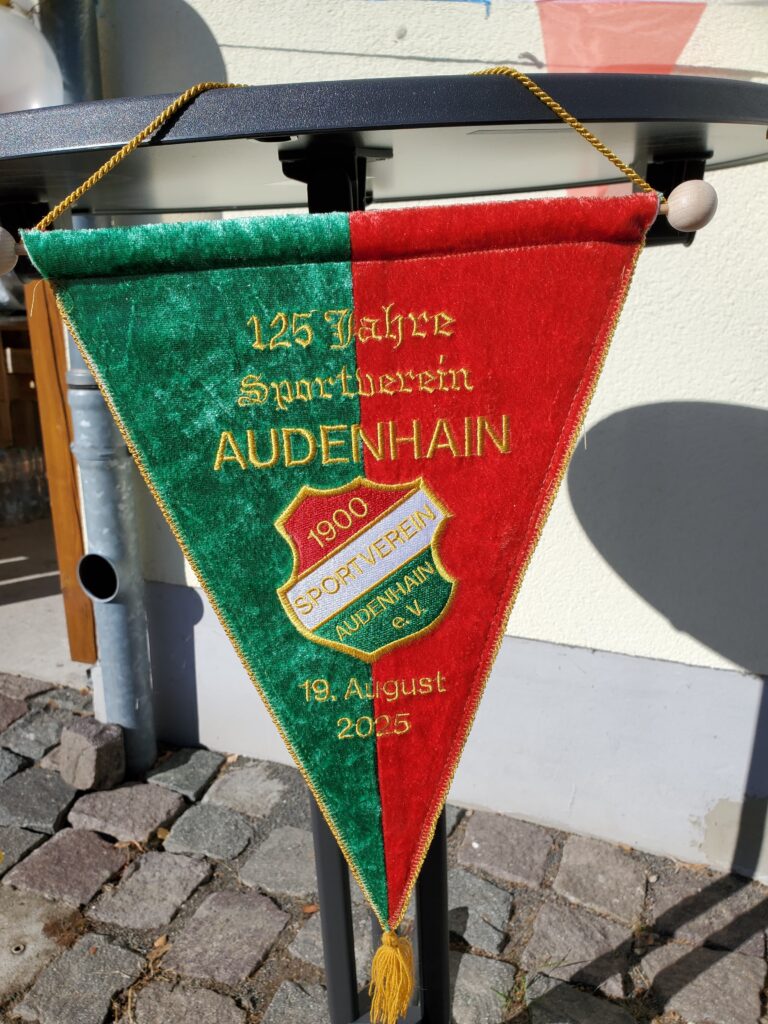 125 Jahre
Sportverein
AUDENHAIN
1900
SPORTVEREIN
AUDENHAIN
e.V.
19. August
2025